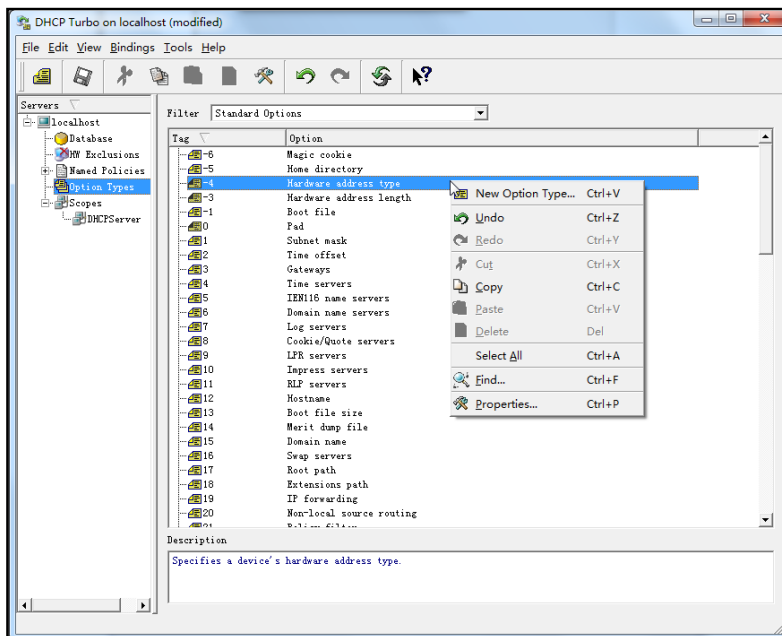 DHCP Turbo on localhost (modified)
File Edit View Bindings Tools Help
Servers
localhost
Database
HW Exclusions
Named Policies
Option Types
Scopes
DHCPServer
Filter Standard Options
Tag Option
-6 Magic cookie
-5 Home directory
-4 Hardware address type
-3 Hardware address length
-1 Boot file
0 Pad
1 Subnet mask
2 Time offset
3 Gateways
4 Time servers
5 IEN116 name servers
6 Domain name servers
7 Log servers
8 Cookie/Quote servers
9 LPR servers
10 Impress servers
11 RLP servers
12 Hostname
13 Boot file size
14 Merit dump file
15 Domain name
16 Swap servers
17 Root path
18 Extensions path
19 IP forwarding
20 Non-local source routing
21 Policy filter
New Option Type... Ctrl+V
Undo Ctrl+Z
Redo Ctrl+Y
Cut Ctrl+X
Copy Ctrl+C
Paste Ctrl+V
Delete Del
Select All Ctrl+A
Find... Ctrl+F
Properties... Ctrl+P
Description
Specifies a device's hardware address type.